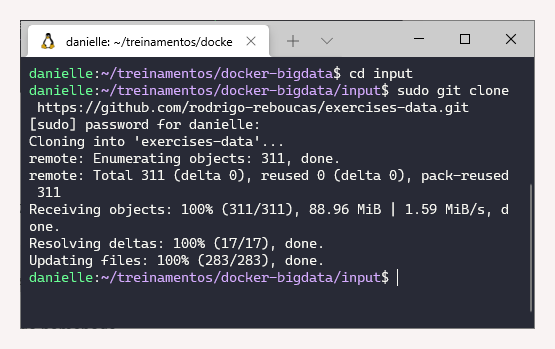 danielle: ~/treinamentos/docke
danielle:~/treinamentos/docker-bigdata$ cd input
danielle:~/treinamentos/docker-bigdata/input$ sudo git clone
https://github.com/rodrigo-reboucas/exercises-data.git
[sudo] password for danielle:
Cloning into 'exercises-data'...
remote: Enumerating objects: 311, done.
remote: Total 311 (delta 0), reused 0 (delta 0), pack-reused
311
Receiving objects: 100% (311/311), 88.96 MiB | 1.59 MiB/s, d
one.
Resolving deltas: 100% (17/17), done.
Updating files: 100% (283/283), done.
danielle:~/treinamentos/docker-bigdata/input$